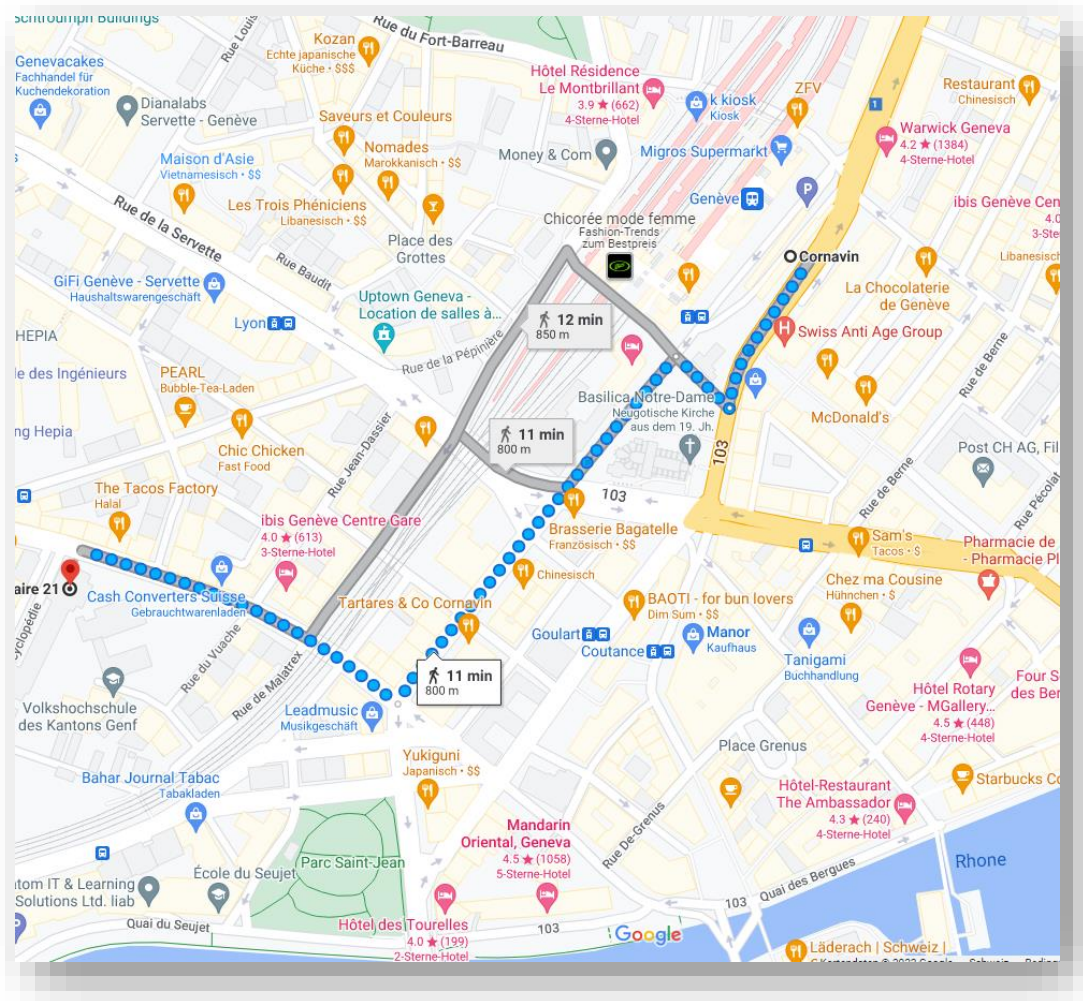 Schtroumpf Buildings
Rue Louis
Rue du Fort-Barreau
Kozan
Echte japanische
Küche • $$$
Genevacakes
Fachhandel für
Kuchendekoration
Dianalabs
Servette - Genève
Hôtel Résidence
Le Montbrillant
3.9 ★ (662)
4-Sterne-Hotel
k kiosk
Kiosk
ZFV
1
Restaurant
Chinesisch
Warwick Geneva
4.2 ★ (1384)
4-Sterne-Hotel
Saveurs et Couleurs
Nomades
Marokkanisch • $$
Money & Com
Migros Supermarkt
P
Maison d'Asie
Vietnamesisch • $$
Les Trois Phéniciens
Libanesisch • $$
Genève
ibis Genève Cen
4.0
3-Ste
Rue de la Servette
Place des
Grottes
Chicorée mode femme
Fashion-Trends
zum Bestpreis
Cornavin
Libanesisch
Rue Baudit
GiFi Genève - Servette
Haushaltswarengeschäft
Uptown Geneva -
Location de salles à...
La Chocolaterie
de Genève
Lyon
12 min
850 m
H
Swiss Anti Age Group
HEPIA
Rue de la Pépinière
Rue de Berne
le des Ingénieurs
PEARL
Bubble-Tea-Laden
Basilica Notre-Dame
Neugotische Kirche
aus dem 19. Jh.
McDonald's
ng Hepia
Chic Chicken
Fast Food
Rue Jean-Dassier
11 min
800 m
103
Post CH AG, Fil
The Tacos Factory
Halal
103
Rue de Berne
Rue Pécolat
ibis Genève Centre Gare
4.0 ★ (613)
3-Sterne-Hotel
Brasserie Bagatelle
Französisch • $$
Sam's
Tacos • $
Pharmacie de
- Pharmacie Pl
aire 21
Cash Converters Suisse
Gebrauchtwarenladen
Chinesisch
Chez ma Cousine
Hühnchen • $
Tartares & Co Cornavin
BAOTI - for bun lovers
Dim Sum • $$
cyclopédie
Rue du Vuache
Goulart
Coutance
Manor
Kaufhaus
Tanigami
Buchhandlung
Rue de Malatrex
11 min
800 m
Volkshochschule
des Kantons Genf
Leadmusic
Musikgeschäft
Hôtel Rotary
Genève - MGallery...
4.5 ★ (448)
4-Sterne-Hotel
Four S
des Ber
Yukiguni
Japanisch • $$
Place Grenus
Bahar Journal Tabac
Tabakladen
Hôtel-Restaurant
The Ambassador
4.3 ★ (240)
4-Sterne-Hotel
Starbucks Co
Mandarin
Oriental, Geneva
4.5 ★ (1058)
5-Sterne-Hotel
Rue De-Grenus
Parc Saint-Jean
Rhone
École du Seujet
tom IT & Learning
Solutions Ltd. liab
Quai des Bergues
103
Quai du Seujet
Hôtel des Tourelles
4.0 ★ (199)
2-Sterne-Hotel
103
Google
Läderach | Schweiz |
Kartendaten © 2022 Google Schweiz